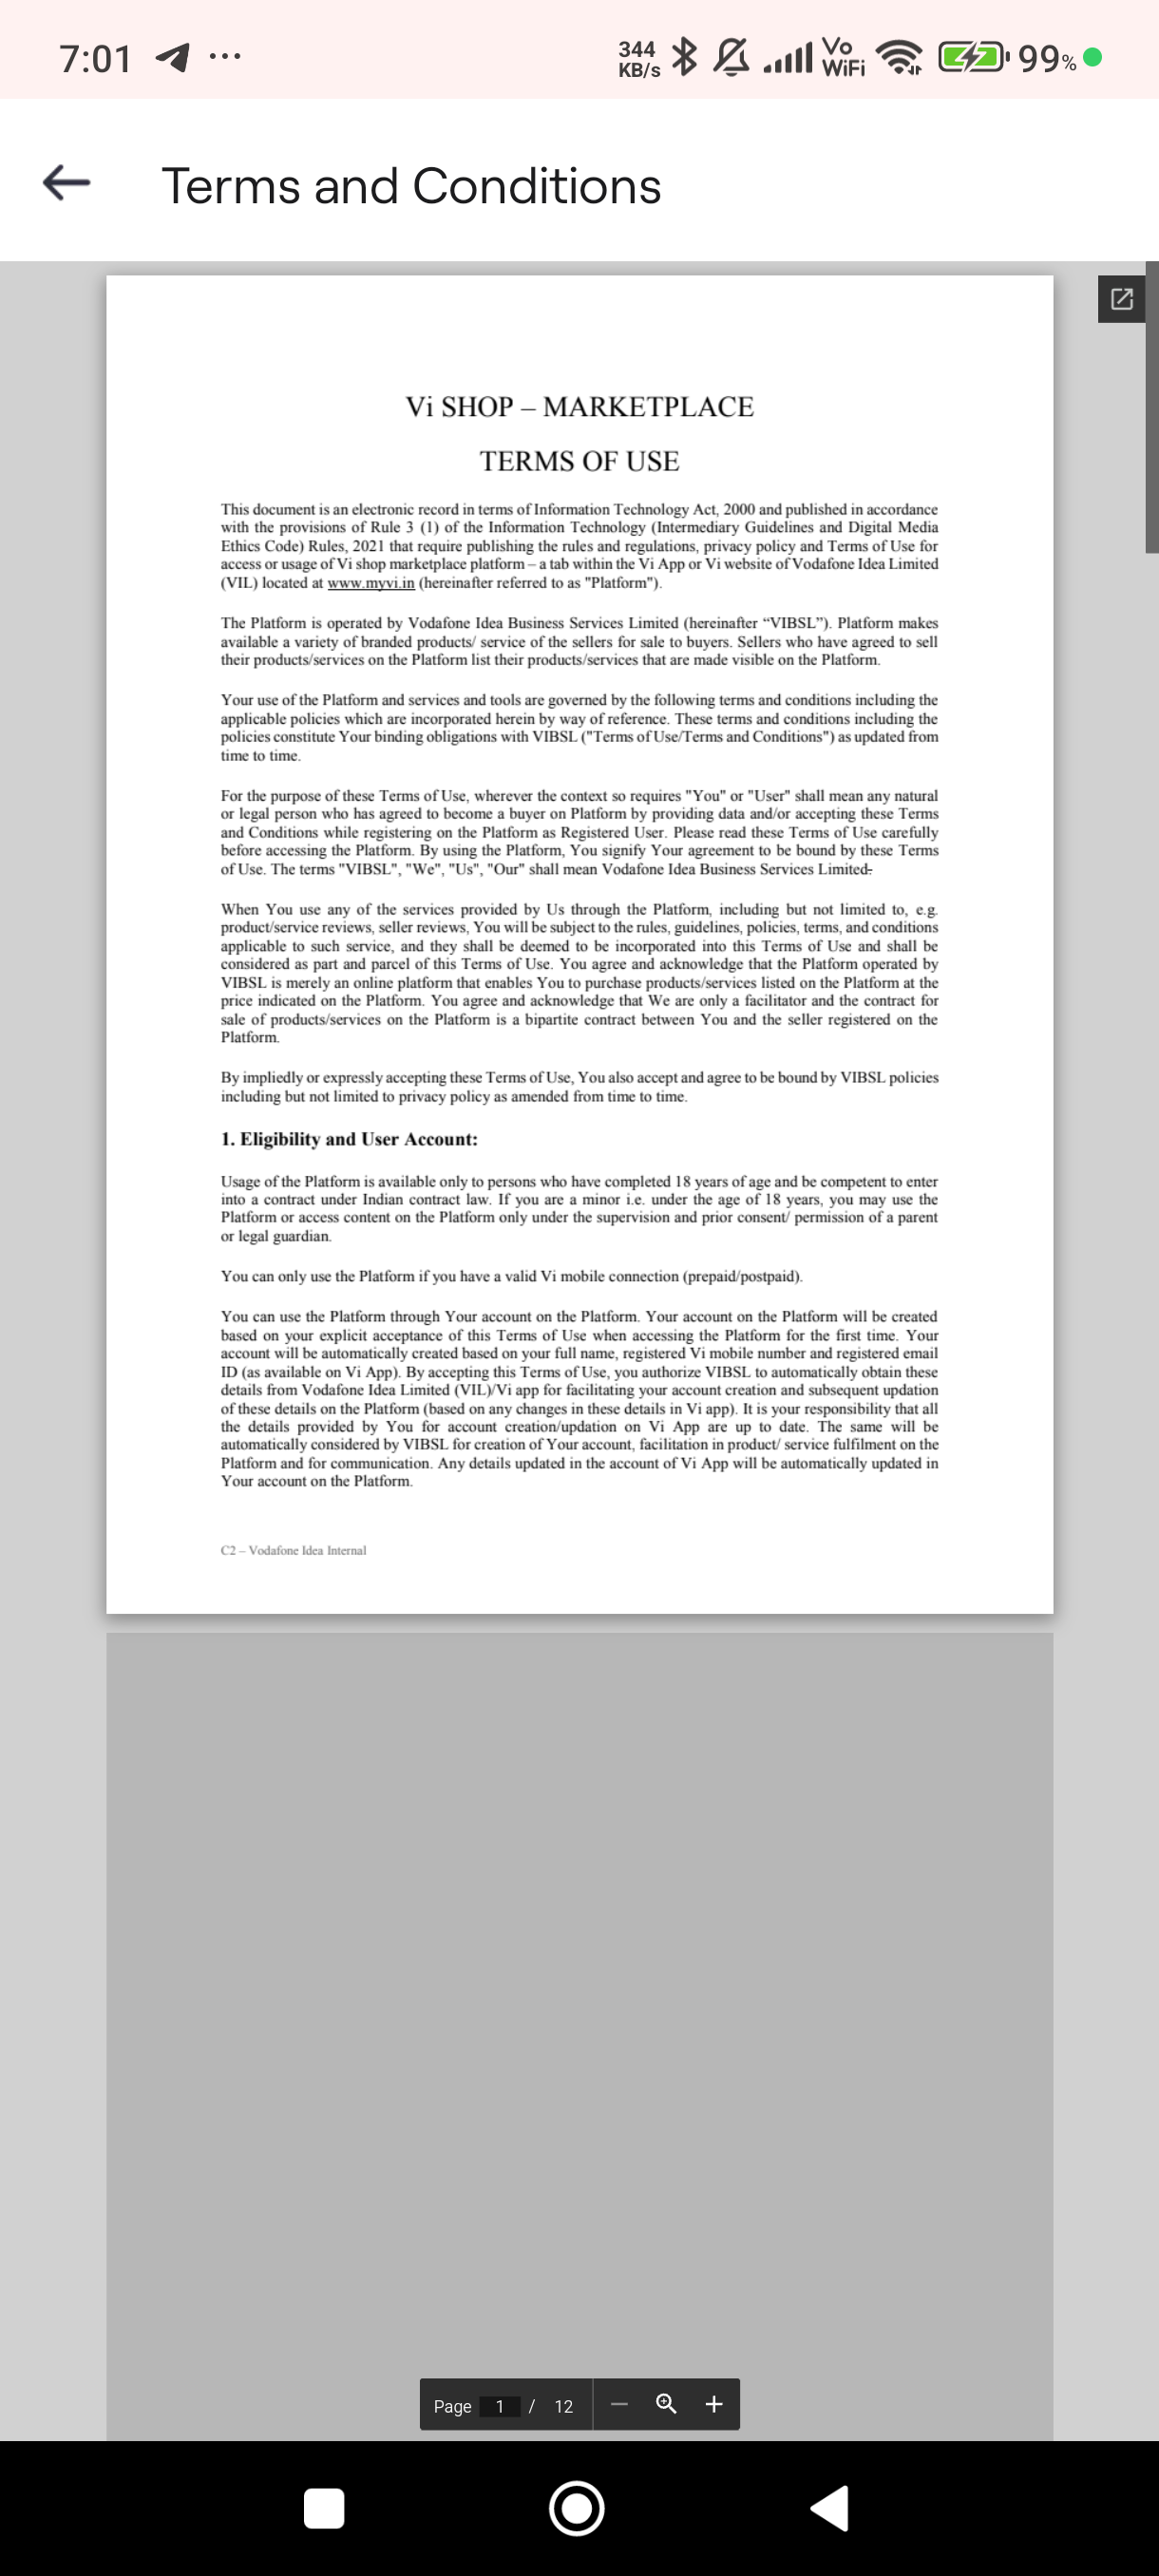 7:01
344
KB/s
Vo
WiFi
99%
Terms and Conditions
Vi SHOP – MARKETPLACE
TERMS OF USE
This document is an electronic record in terms of Information Technology Act, 2000 and published in accordance
with the provisions of Rule 3 (1) of the Information Technology (Intermediary Guidelines and Digital Media
Ethics Code) Rules, 2021 that require publishing the rules and regulations, privacy policy and Terms of Use for
access or usage of Vi shop marketplace platform – a tab within the Vi App or Vi website of Vodafone Idea Limited
(VIL) located at www.myvi.in (hereinafter referred to as "Platform").
The Platform is operated by Vodafone Idea Business Services Limited (hereinafter “VIBSL”). Platform makes
available a variety of branded products/ service of the sellers for sale to buyers. Sellers who have agreed to sell
their products/services on the Platform list their products/services that are made visible on the Platform.
Your use of the Platform and services and tools are governed by the following terms and conditions including the
applicable policies which are incorporated herein by way of reference. These terms and conditions including the
policies constitute Your binding obligations with VIBSL ("Terms of Use/Terms and Conditions") as updated from
time to time.
For the purpose of these Terms of Use, wherever the context so requires "You" or "User" shall mean any natural
or legal person who has agreed to become a buyer on Platform by providing data and/or accepting these Terms
and Conditions while registering on the Platform as Registered User. Please read these Terms of Use carefully
before accessing the Platform. By using the Platform, You signify Your agreement to be bound by these Terms
of Use. The terms "VIBSL", "We", "Us", "Our" shall mean Vodafone Idea Business Services Limited.
When You use any of the services provided by Us through the Platform, including but not limited to, e.g.
product/service reviews, seller reviews, You will be subject to the rules, guidelines, policies, terms, and conditions
applicable to such service, and they shall be deemed to be incorporated into this Terms of Use and shall be
considered as part and parcel of this Terms of Use. You agree and acknowledge that the Platform operated by
VIBSL is merely an online platform that enables You to purchase products/services listed on the Platform at the
price indicated on the Platform. You agree and acknowledge that We are only a facilitator and the contract for
sale of products/services on the Platform is a bipartite contract between You and the seller registered on the
Platform.
By impliedly or expressly accepting these Terms of Use, You also accept and agree to be bound by VIBSL policies
including but not limited to privacy policy as amended from time to time.
1. Eligibility and User Account:
Usage of the Platform is available only to persons who have completed 18 years of age and be competent to enter
into a contract under Indian contract law. If you are a minor i.e. under the age of 18 years, you may use the
Platform or access content on the Platform only under the supervision and prior consent/ permission of a parent
or legal guardian.
You can only use the Platform if you have a valid Vi mobile connection (prepaid/postpaid).
You can use the Platform through Your account on the Platform. Your account on the Platform will be created
based on your explicit acceptance of this Terms of Use when accessing the Platform for the first time. Your
account will be automatically created based on your full name, registered Vi mobile number and registered email
ID (as available on Vi App). By accepting this Terms of Use, you authorize VIBSL to automatically obtain these
details from Vodafone Idea Limited (VIL)/Vi app for facilitating your account creation and subsequent updation
of these details on the Platform (based on any changes in these details in Vi app). It is your responsibility that all
the details provided by You for account creation/updation on Vi App are up to date. The same will be
automatically considered by VIBSL for creation of Your account, facilitation in product/ service fulfilment on the
Platform and for communication. Any details updated in the account of Vi App will be automatically updated in
Your account on the Platform.
C2 – Vodafone Idea Internal
Page 1 / 12